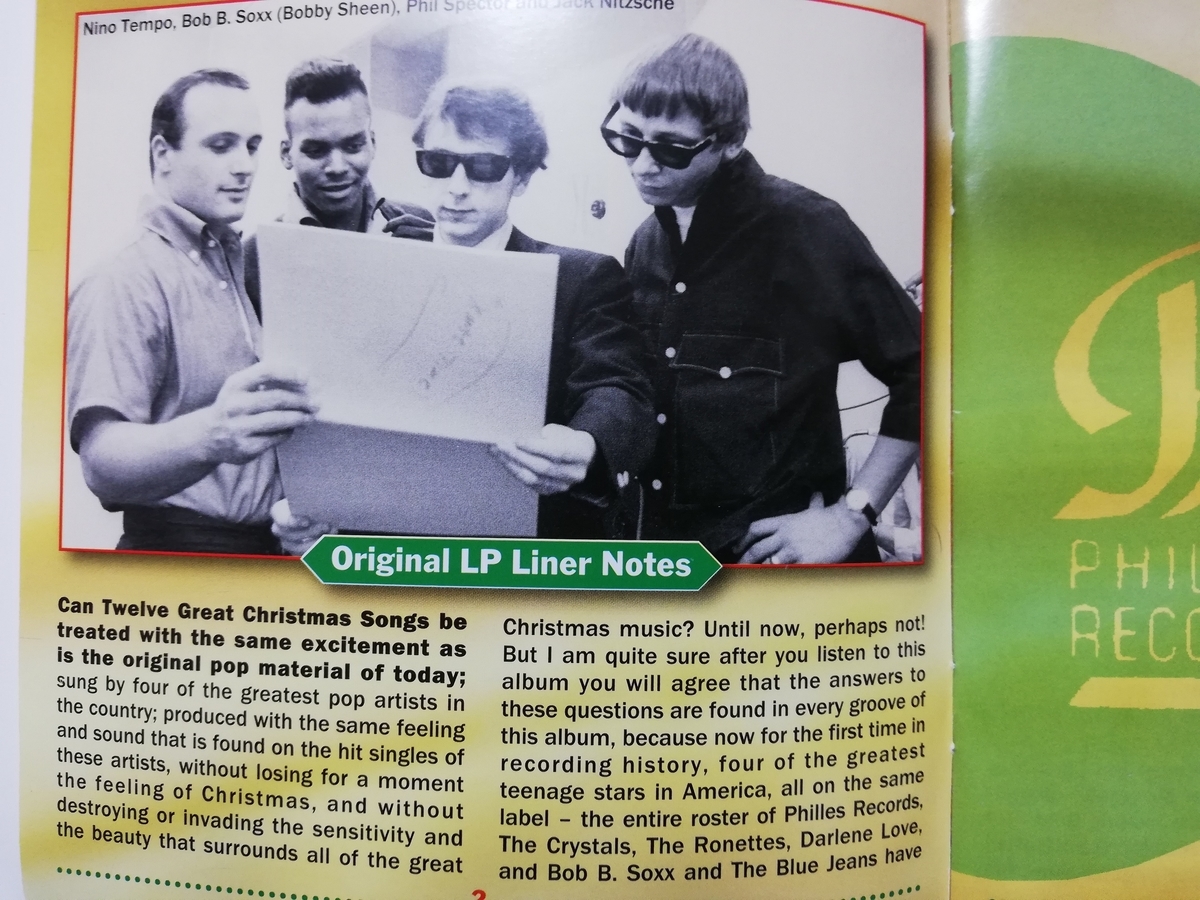 Nino Tempo, Bob B. Soxx (Bobby Sheen), Phil Spector and Jack Nitzsche
Original LP Liner Notes
Can Twelve Great Christmas Songs be
treated with the same excitement as
is the original pop material of today;
sung by four of the greatest pop artists in
the country; produced with the same feeling
and sound that is found on the hit singles of
these artists, without losing for a moment
the feeling of Christmas, and without
destroying or invading the sensitivity and
the beauty that surrounds all of the great
Christmas music? Until now, perhaps not!
But I am quite sure after you listen to this
album you will agree that the answers to
these questions are found in every groove of
this album, because now for the first time in
recording history, four of the greatest
teenage stars in America, all on the same
label – the entire roster of Philles Records,
The Crystals, The Ronettes, Darlene Love,
and Bob B. Soxx and The Blue Jeans have
2
PHIL
RECO